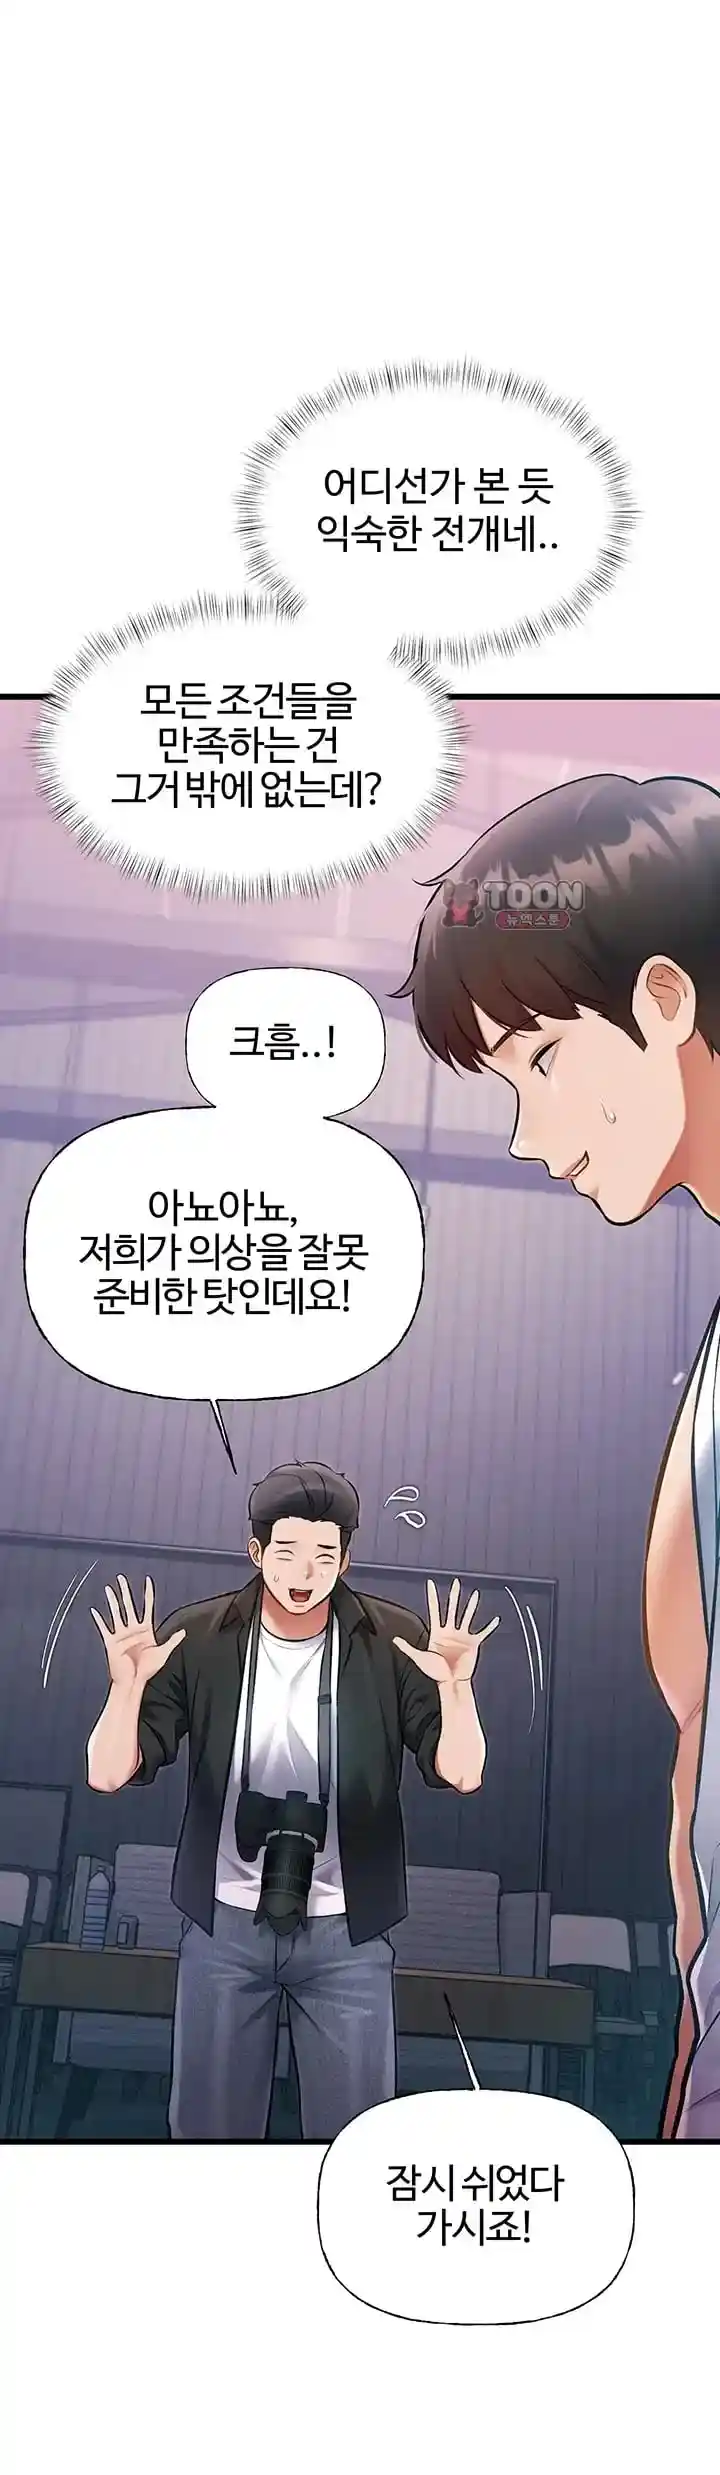 어디선가 본 듯
익숙한 전개네..
모든 조건들을
만족하는 건
그거 밖에 없는데?
TOON
뉴엑스툰
크흠..!
아뇨아뇨,
저희가 의상을 잘못
준비한 탓인데요!
잠시 쉬었다
가시죠!